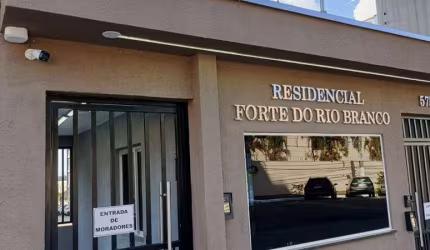 RESIDENCIAL
FORTE DO RIO BRANCO
ENTRADA
DE
MORADORES